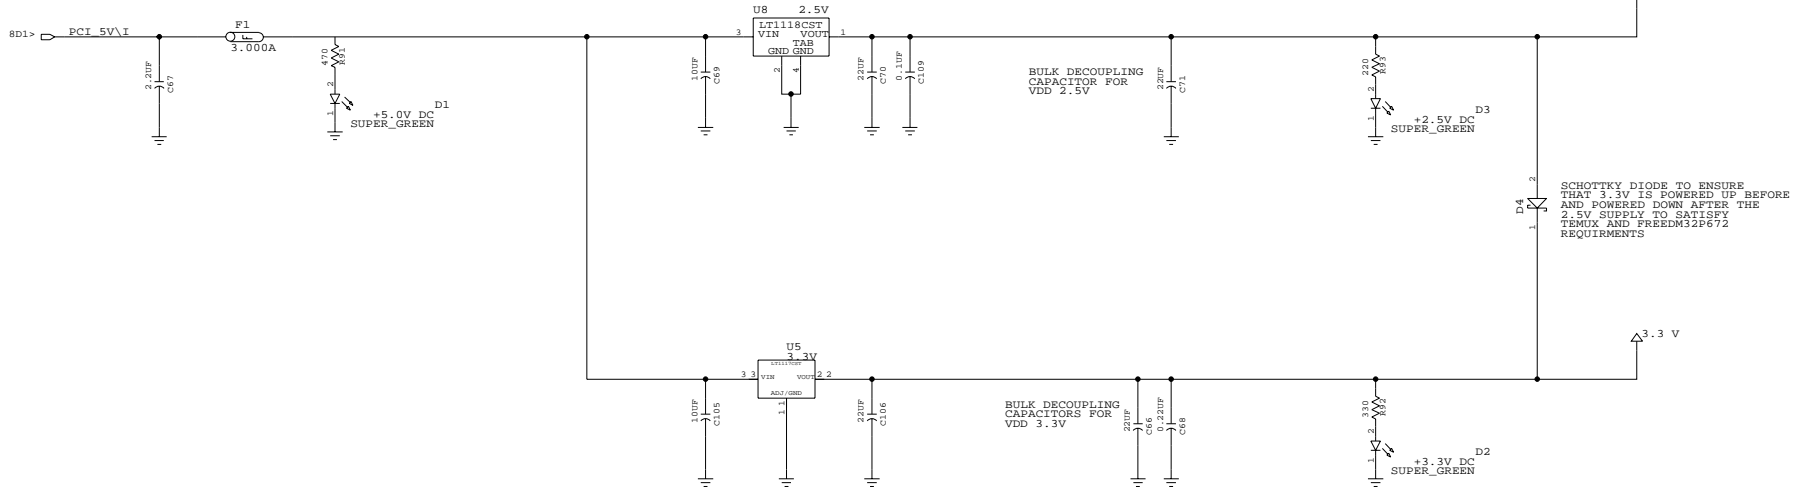 U8 2.5V
LT1118CST
VIN VOUT
TAB
GND GND
3
1
2
4
8D1>
PCI_5V\I
F1
3.000A
2.2UF
C67
470
R91
2
1
D1
+5.0V DC
SUPER_GREEN
10UF
C69
22UF
C70
0.1UF
C109
BULK DECOUPLING
CAPACITOR FOR
VDD 2.5V
22UF
C71
220
R93
2
1
D3
+2.5V DC
SUPER_GREEN
2
D4
1
SCHOTTKY DIODE TO ENSURE
THAT 3.3V IS POWERED UP BEFORE
AND POWERED DOWN AFTER THE
2.5V SUPPLY TO SATISFY
TEMUX AND FREEDM32P672
REQUIRMENTS
3.3 V
U5
3.3V
LT1117CST
3 3 VIN VOUT 2 2
ADJ/GND
1 1
10UF
C105
22UF
C106
BULK DECOUPLING
CAPACITORS FOR
VDD 3.3V
22UF
C66
0.22UF
C68
330
R92
2
1
D2
+3.3V DC
SUPER_GREEN